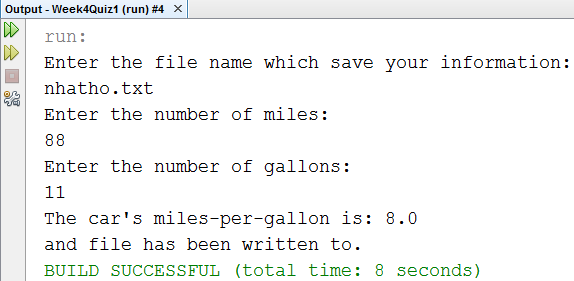 Output - Week4Quiz1 (run) #4
run:
Enter the file name which save your information:
nhatho.txt
Enter the number of miles:
88
Enter the number of gallons:
11
The car's miles-per-gallon is: 8.0
and file has been written to.
BUILD SUCCESSFUL (total time: 8 seconds)